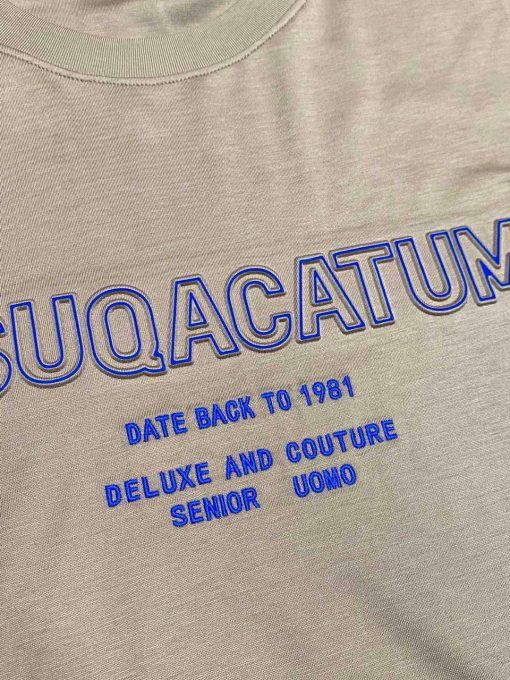 SUQACATUM
DATE BACK TO 1981
DELUXE AND COUTURE
SENIOR UOMO